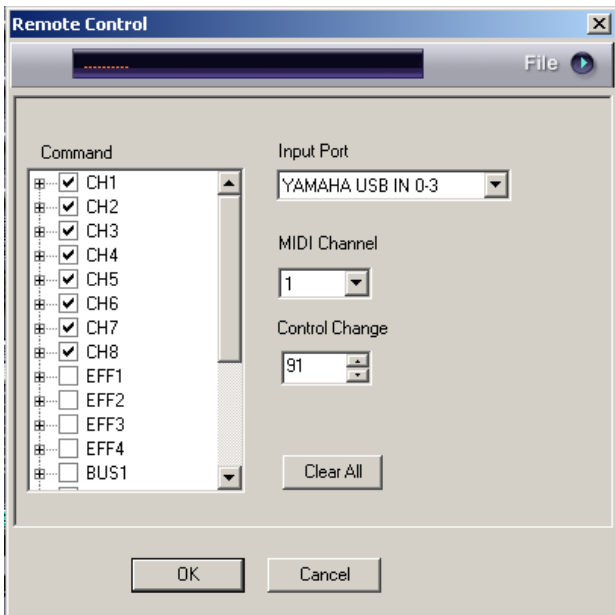 Remote Control
File
Command
CH1
CH2
CH3
CH4
CH5
CH6
CH7
CH8
EFF1
EFF2
EFF3
EFF4
BUS1
Input Port
YAMAHA USB IN 0-3
MIDI Channel
1
Control Change
91
Clear All
OK
Cancel